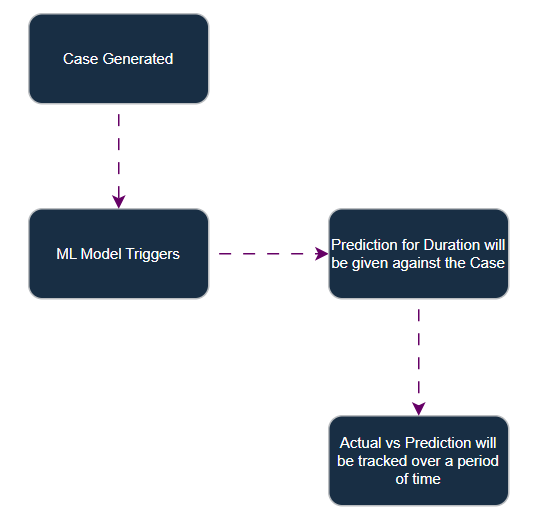 Case Generated
ML Model Triggers
Prediction for Duration will
be given against the Case
Actual vs Prediction will
be tracked over a period
of time